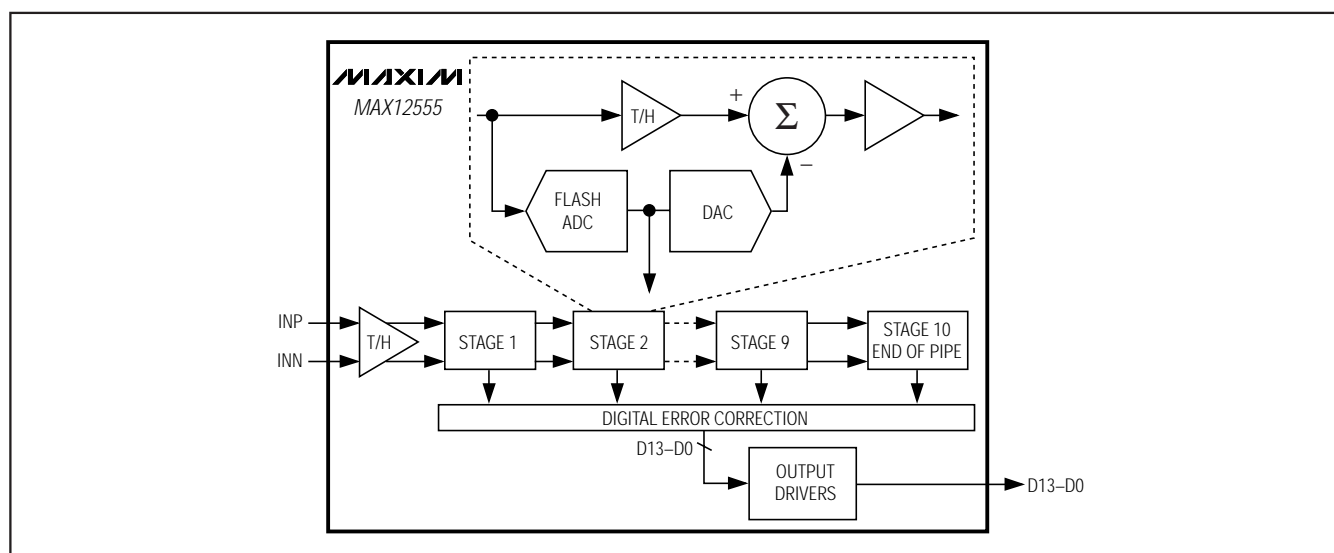 MAXIM
MAX12555
T/H
+
Σ
−
FLASH
ADC
DAC
INP
INN
T/H
STAGE 1
STAGE 2
STAGE 9
STAGE 10
END OF PIPE
DIGITAL ERROR CORRECTION
D13–D0
OUTPUT
DRIVERS
D13–D0